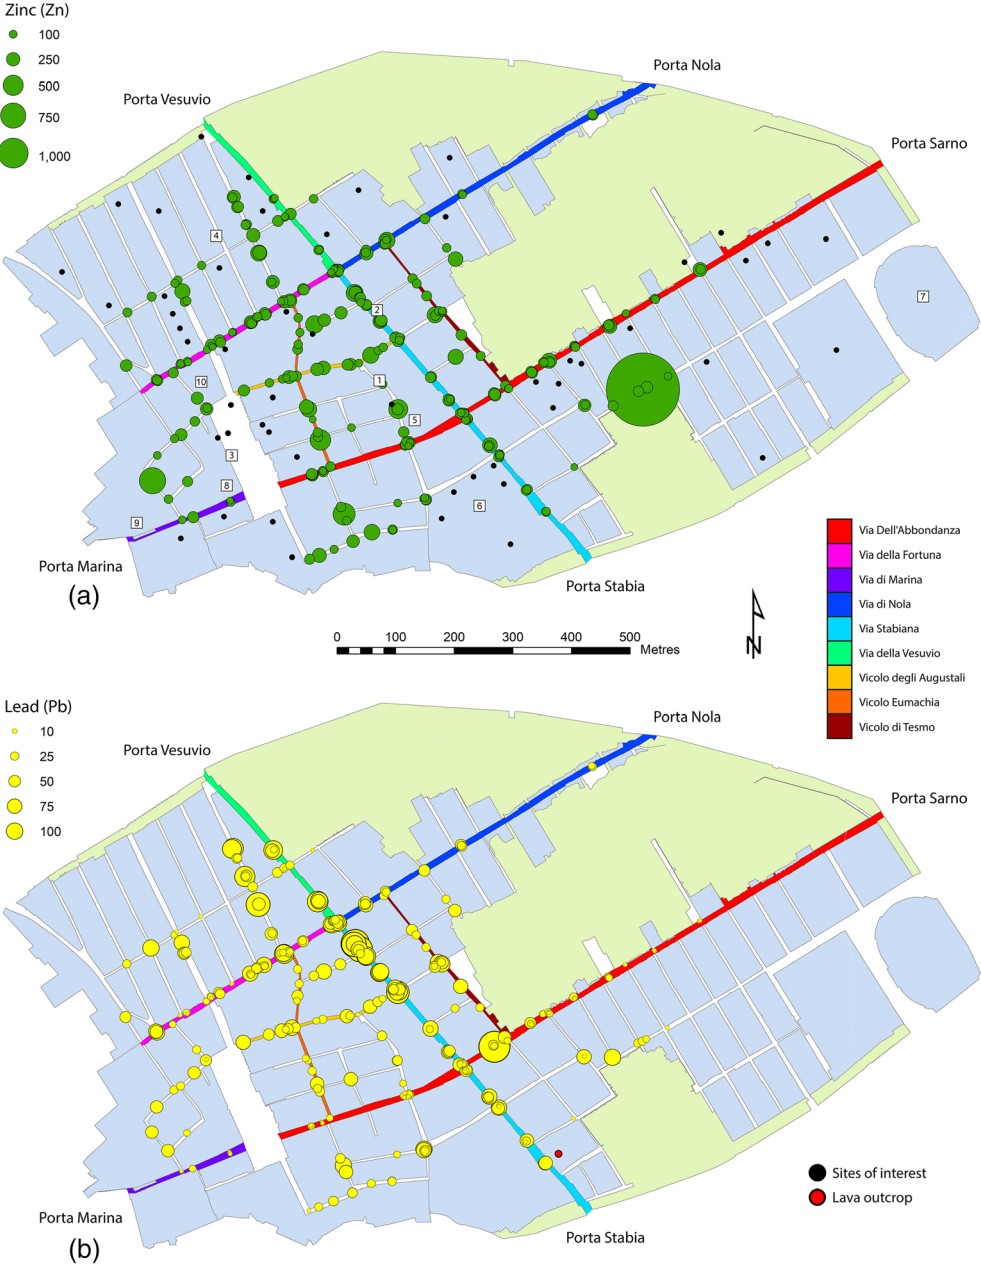 Zinc (Zn)
100
250
500
750
1,000
Porta Vesuvio
Porta Nola
Porta Sarno
4
7
2
10
1
5
3
8
6
9
Porta Marina
Porta Stabia
(a)
Via Dell'Abbondanza
Via della Fortuna
Via di Marina
Via di Nola
Via Stabiana
Via della Vesuvio
Vicolo degli Augustali
Vicolo Eumachia
Vicolo di Tesmo
0 100 200 300 400 500
Metres
N
Lead (Pb)
10
25
50
75
100
Porta Vesuvio
Porta Nola
Porta Sarno
Sites of interest
Lava outcrop
Porta Marina
Porta Stabia
(b)